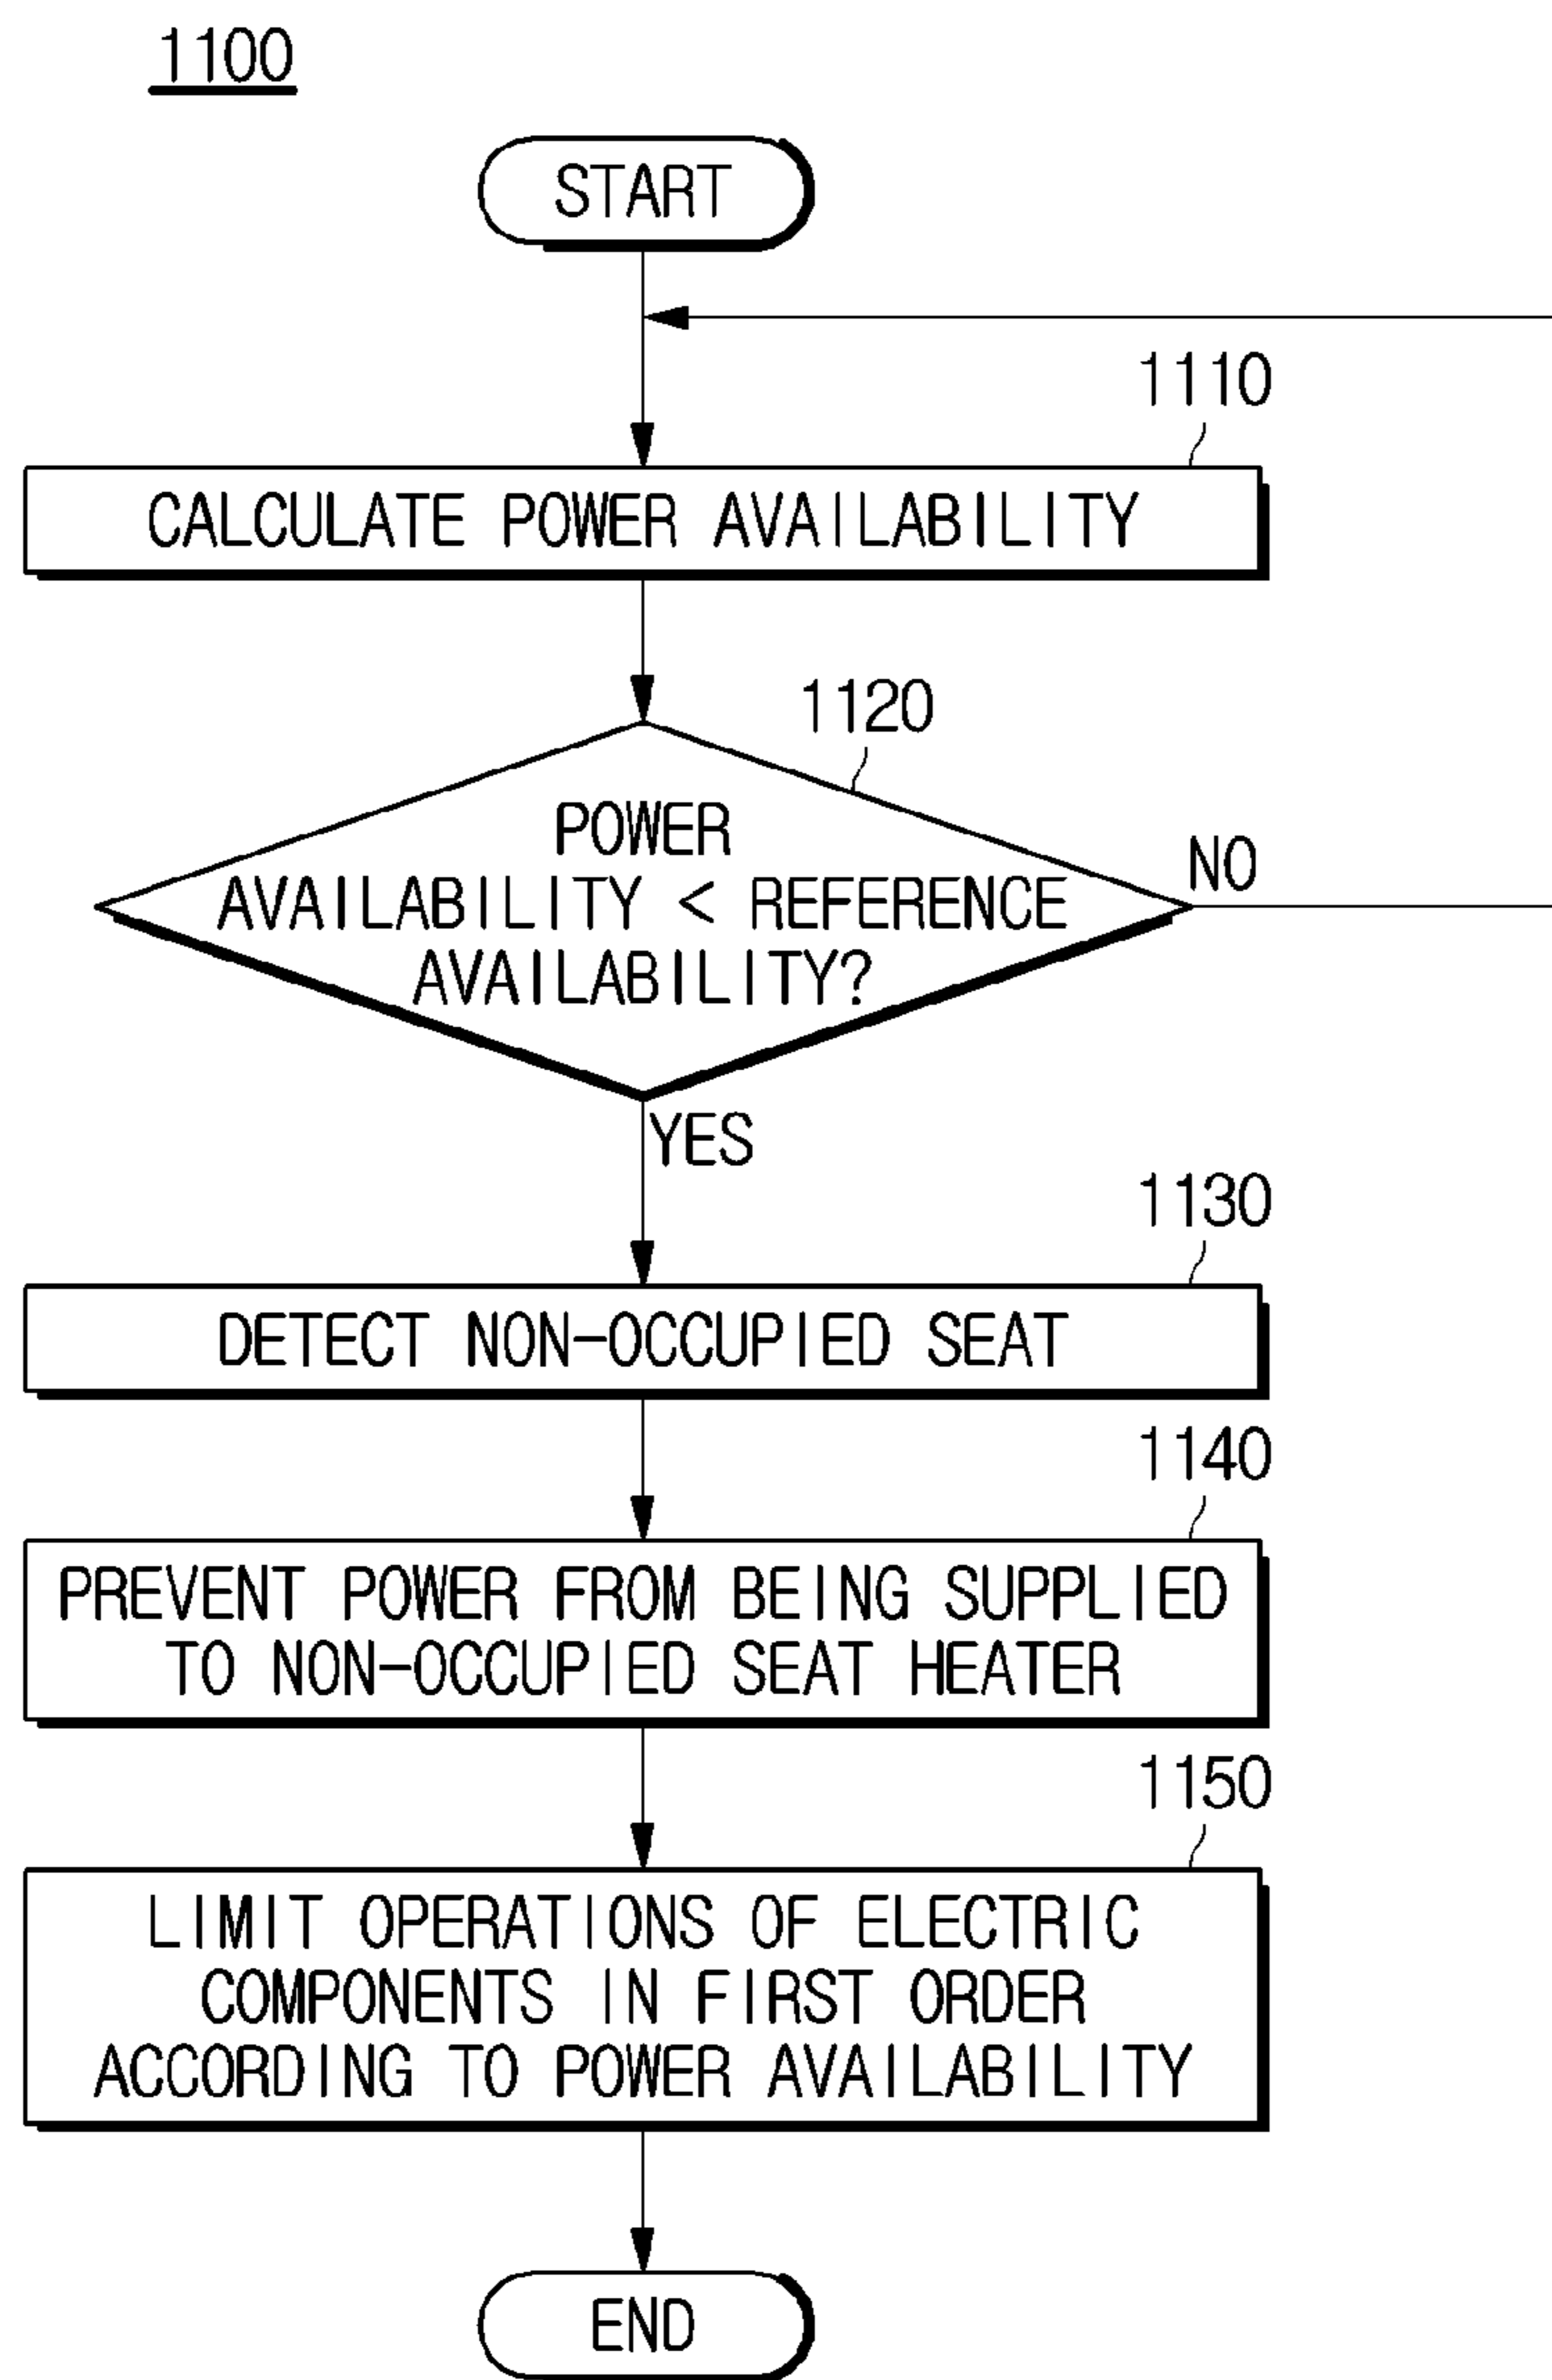 1100
START
1110
CALCULATE POWER AVAILABILITY
1120
POWER
AVAILABILITY < REFERENCE
AVAILABILITY?
NO
YES
1130
DETECT NON-OCCUPIED SEAT
1140
PREVENT POWER FROM BEING SUPPLIED
TO NON-OCCUPIED SEAT HEATER
1150
LIMIT OPERATIONS OF ELECTRIC
COMPONENTS IN FIRST ORDER
ACCORDING TO POWER AVAILABILITY
END